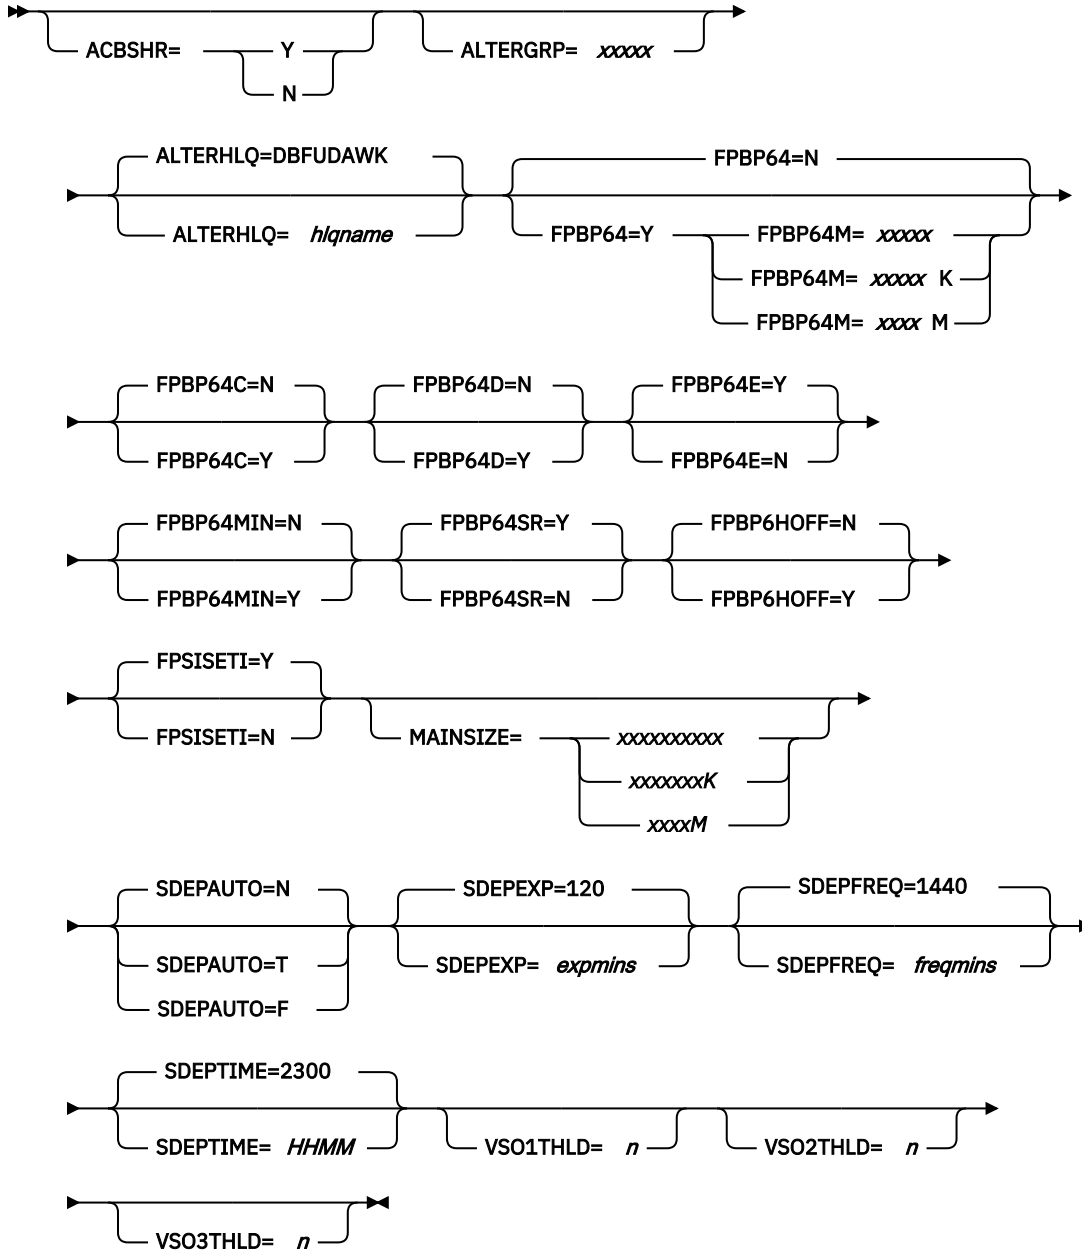 ACBSHR= Y ALTERGRP= xxxxx
N
ALTERHLQ=DBFUDAWK FPBP64=N
ALTERHLQ= hlqname FPBP64=Y FPBP64M= xxxxx
FPBP64M= xxxxx K
FPBP64M= xxxx M
FPBP64C=N FPBP64D=N FPBP64E=Y
FPBP64C=Y FPBP64D=Y FPBP64E=N
FPBP64MIN=N FPBP64SR=Y FPBP6HOFF=N
FPBP64MIN=Y FPBP64SR=N FPBP6HOFF=Y
FPSISETI=Y
FPSISETI=N MAINSIZE= xxxxxxxxxx
xxxxxxxK
xxxxM
SDEPAUTO=N SDEPEXP=120 SDEPFREQ=1440
SDEPAUTO=T SDEPEXP= expmins SDEPFREQ= freqmins
SDEPAUTO=F
SDEPTIME=2300
SDEPTIME= HHMM VSO1THLD= n VSO2THLD= n
VSO3THLD= n